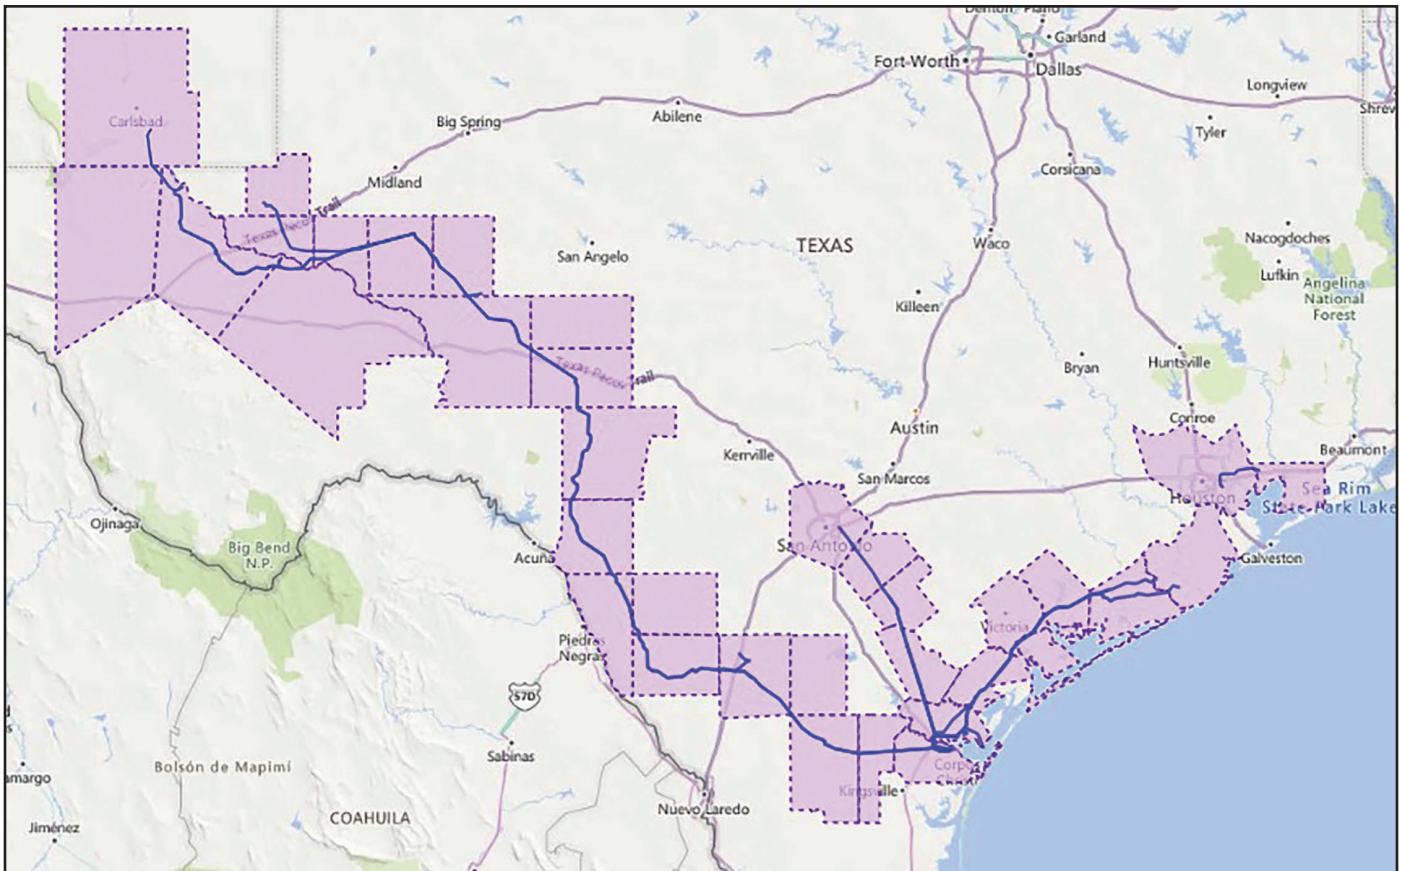 Denton Plano
Garland
Fort Worth
Dallas
Longview
Carlsbad
Big Spring
Abilene
Tyler
Shrev
Corsicana
Midland
Texas Pecos Trail
TEXAS
San Angelo
Waco
Nacogdoches
Lufkin
Angelina
National
Forest
Killeen
Huntsville
Bryan
Texas Pecos Trail
Conroe
Austin
Kerrville
Beaumont
San Marcos
Houston
Sea Rim
State Park Lake
Ojinaga
Big Bend
N.P.
Acuña
San Antonio
Galveston
Victoria
Piedras
Negras
57D
Sabinas
Bolsón de Mapimí
amargo
Corpus
Christi
Kingsville
Nuevo Laredo
COAHUILA
Jiménez